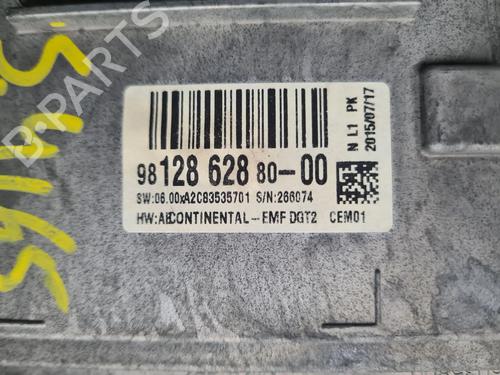 98 128 628 80-00
SW:06.00xA2C83535701 S/N:266074
HW:ABCONTINENTAL-EMF DGT2 CEM01
N L1 PK
2015/07/17
B-PARTS